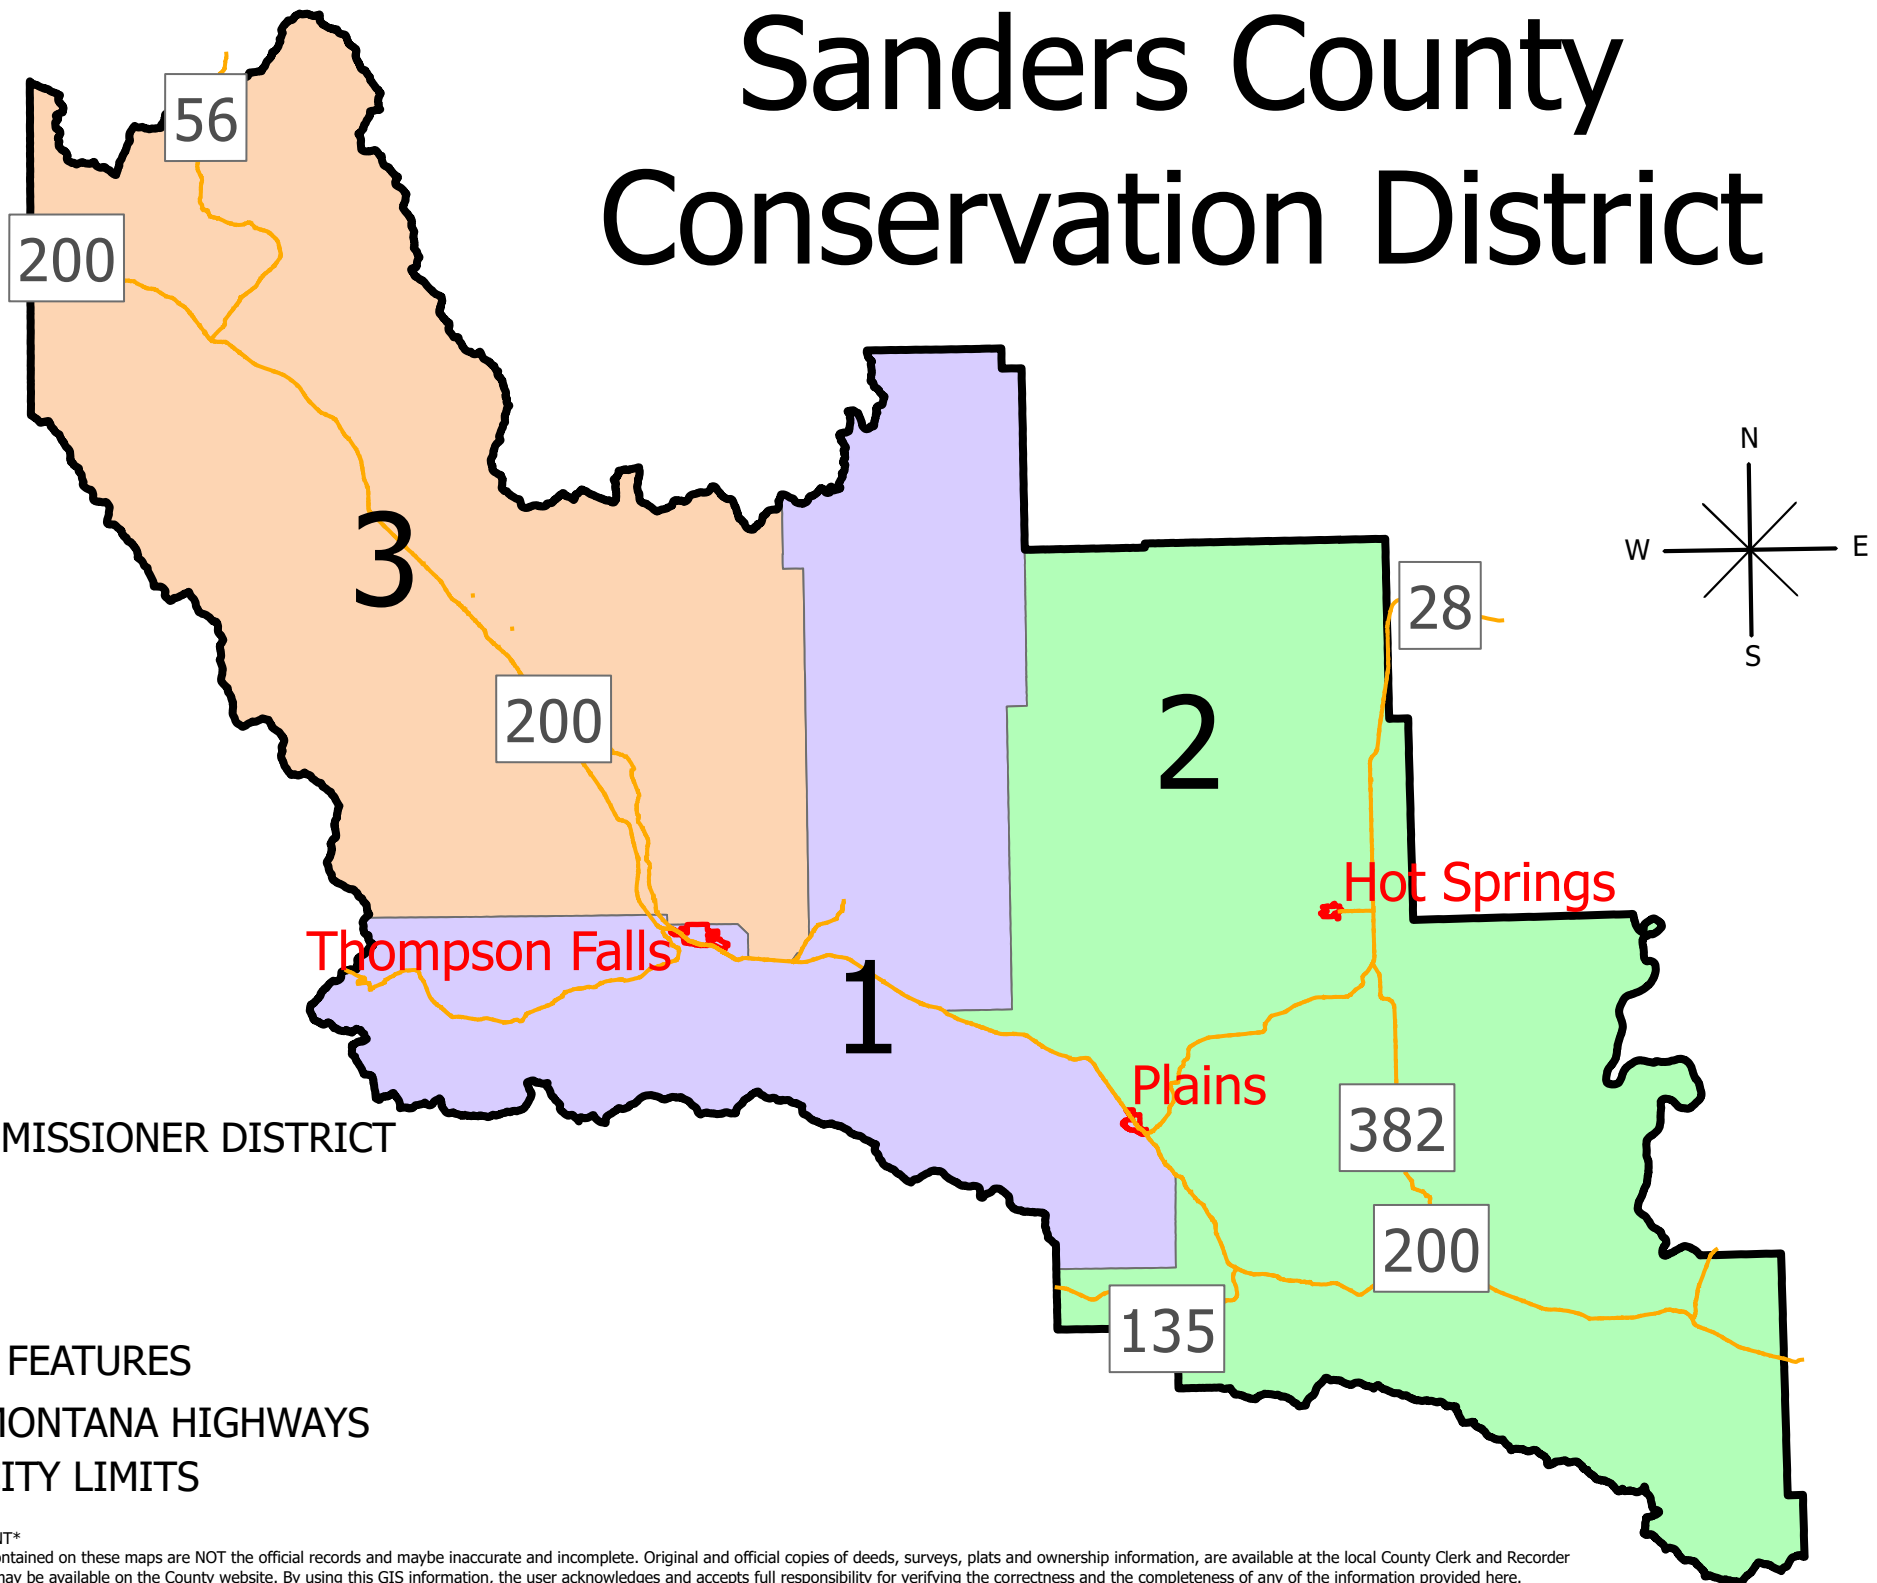 Sanders County
Conservation District
56
200
N
W
E
S
3
28
200
2
Hot Springs
Thompson Falls
1
Plains
382
MISSIONER DISTRICT
200
135
FEATURES
MONTANA HIGHWAYS
ITY LIMITS
NT*
ontained on these maps are NOT the official records and maybe inaccurate and incomplete. Original and official copies of deeds, surveys, plats and ownership information, are available at the local County Clerk and Recorder
may be available on the County website. By using this GIS information, the user acknowledges and accepts full responsibility for verifying the correctness and the completeness of any of the information provided here.